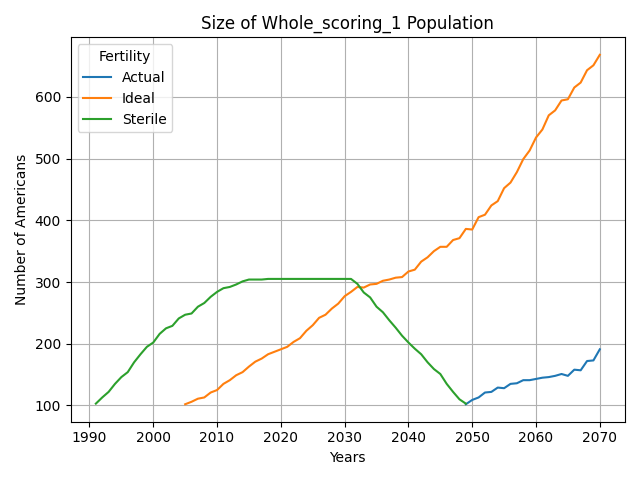 Size of Whole_scoring_1 Population
Fertility
Actual
Ideal
Sterile
Number of Americans
600
500
400
300
200
100
1990 2000 2010 2020 2030 2040 2050 2060 2070
Years